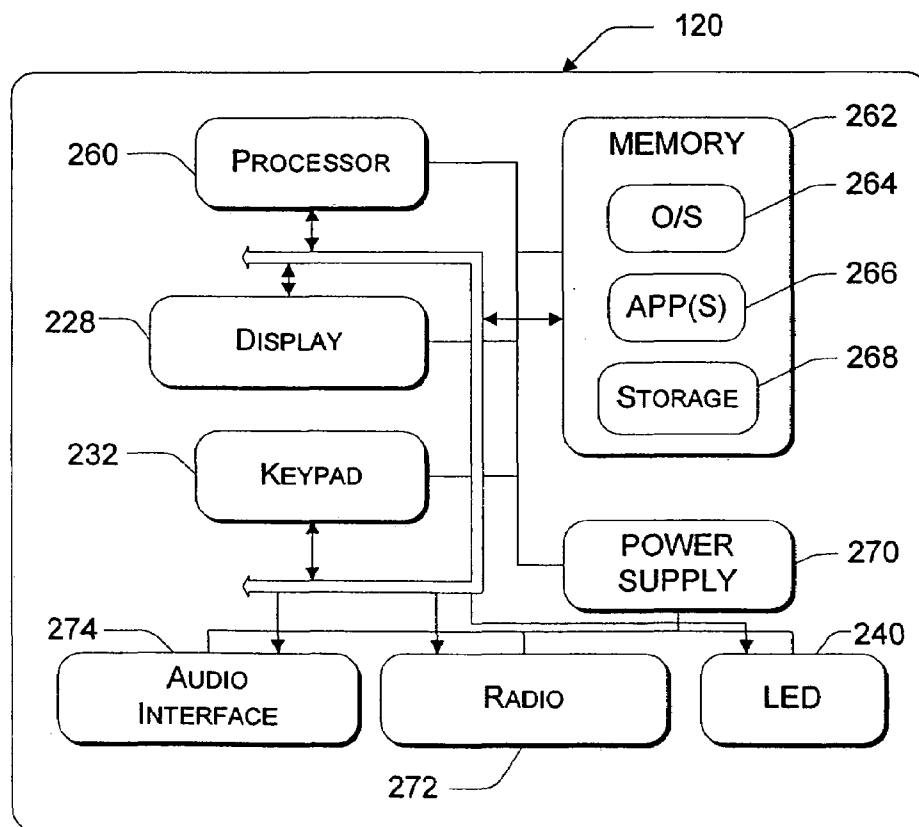 120
260
PROCESSOR
MEMORY
262
O/S
264
APP(S)
266
228
DISPLAY
STORAGE
268
232
KEYPAD
POWER
SUPPLY
270
274
AUDIO
INTERFACE
RADIO
272
LED
240